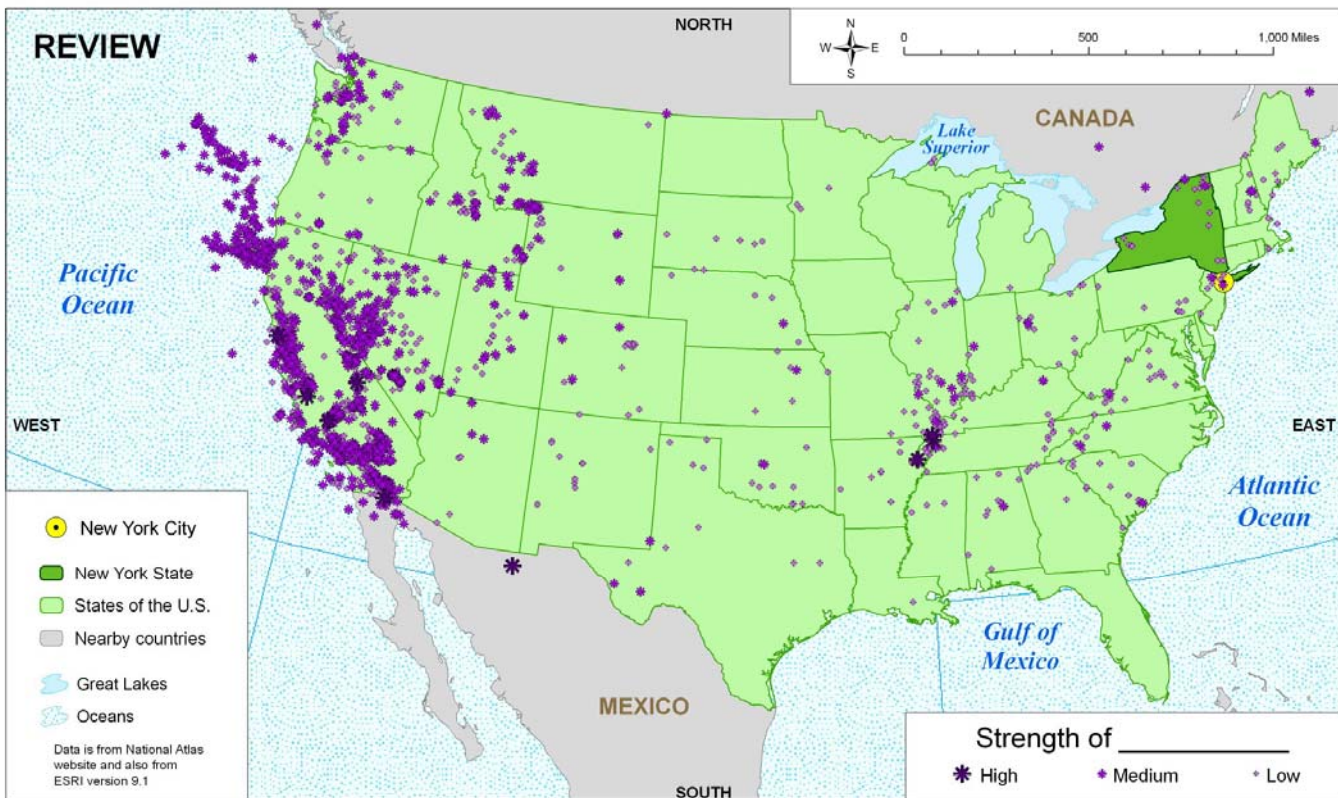 REVIEW
NORTH
N
W E
S
0 500 1,000 Miles
CANADA
Lake
Superior
Pacific
Ocean
WEST
EAST
Atlantic
Ocean
New York City
New York State
States of the U.S.
Nearby countries
Great Lakes
Oceans
Data is from National Atlas
website and also from
ESRI version 9.1
Gulf of
Mexico
MEXICO
SOUTH
Strength of ____________
High Medium Low